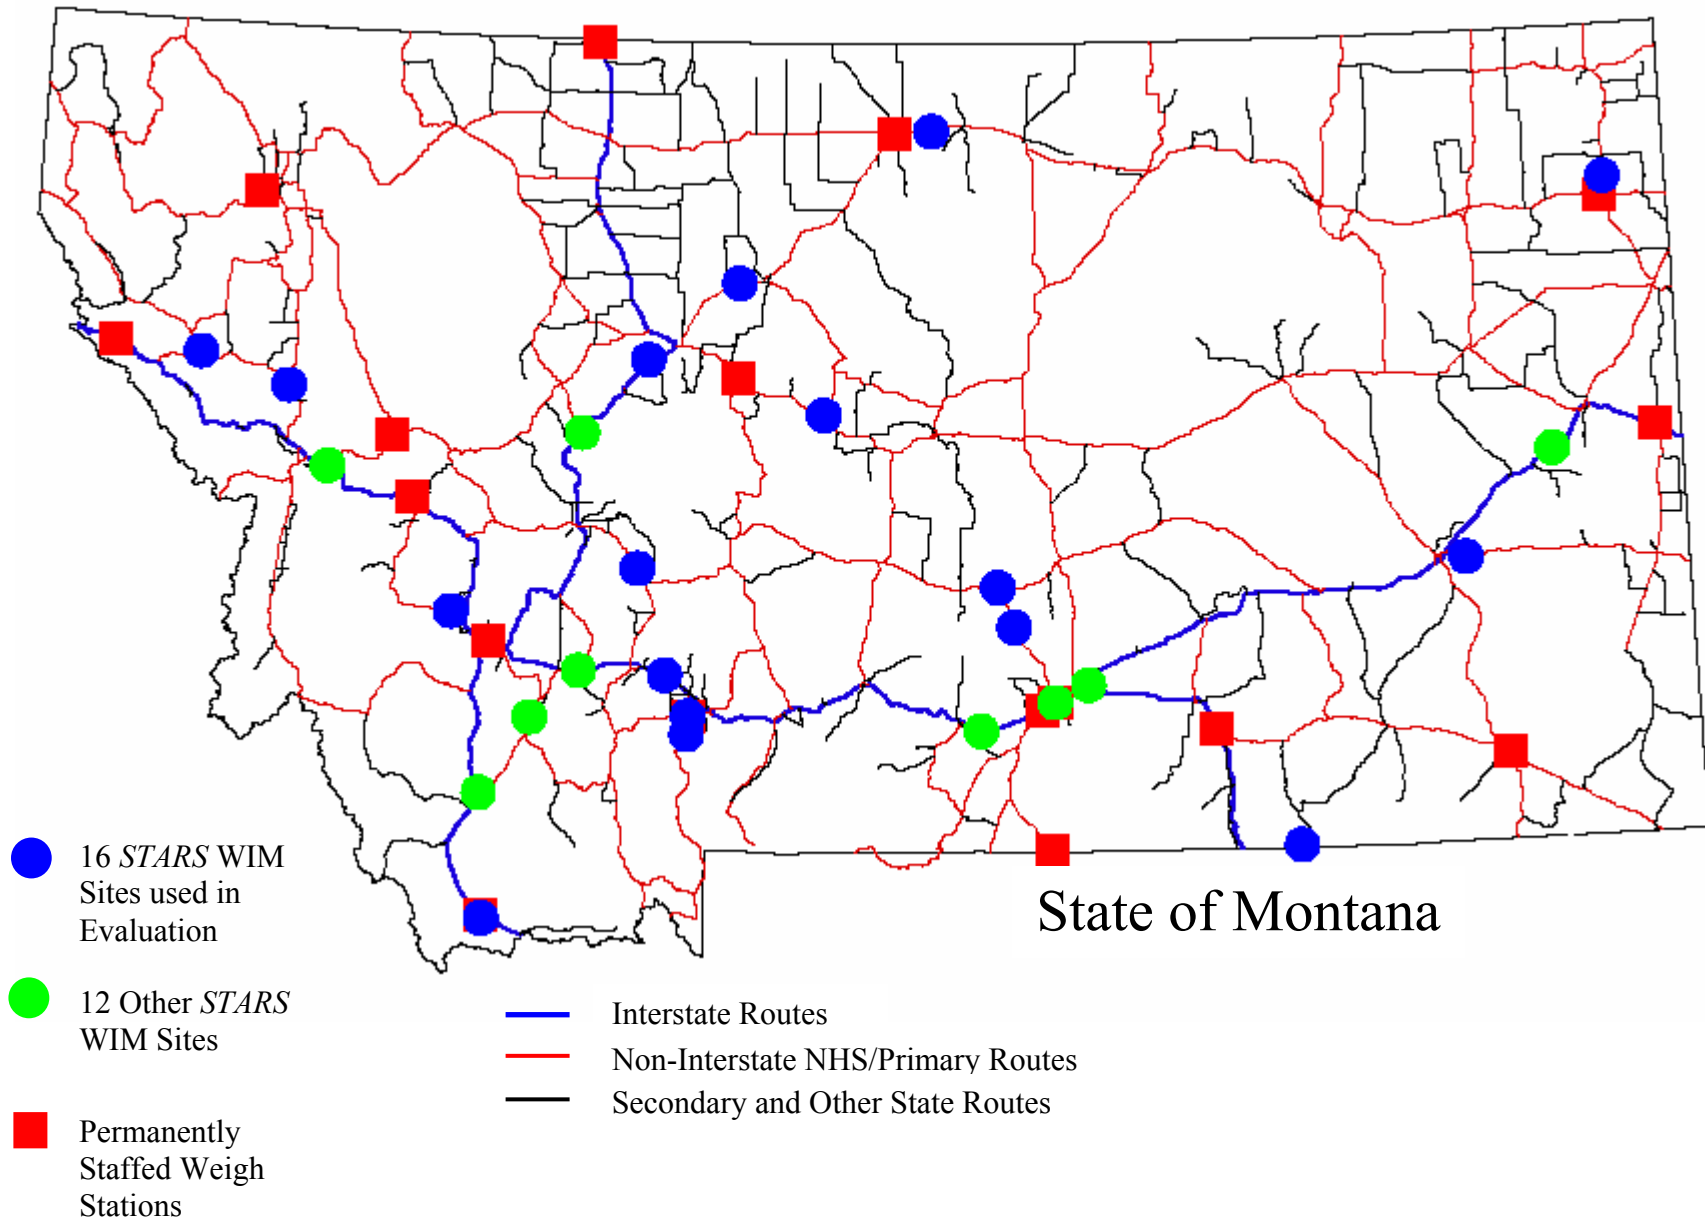 State of Montana
16 STARS WIM
Sites used in
Evaluation
12 Other STARS
WIM Sites
Permanently
Staffed Weigh
Stations
Interstate Routes
Non-Interstate NHS/Primary Routes
Secondary and Other State Routes